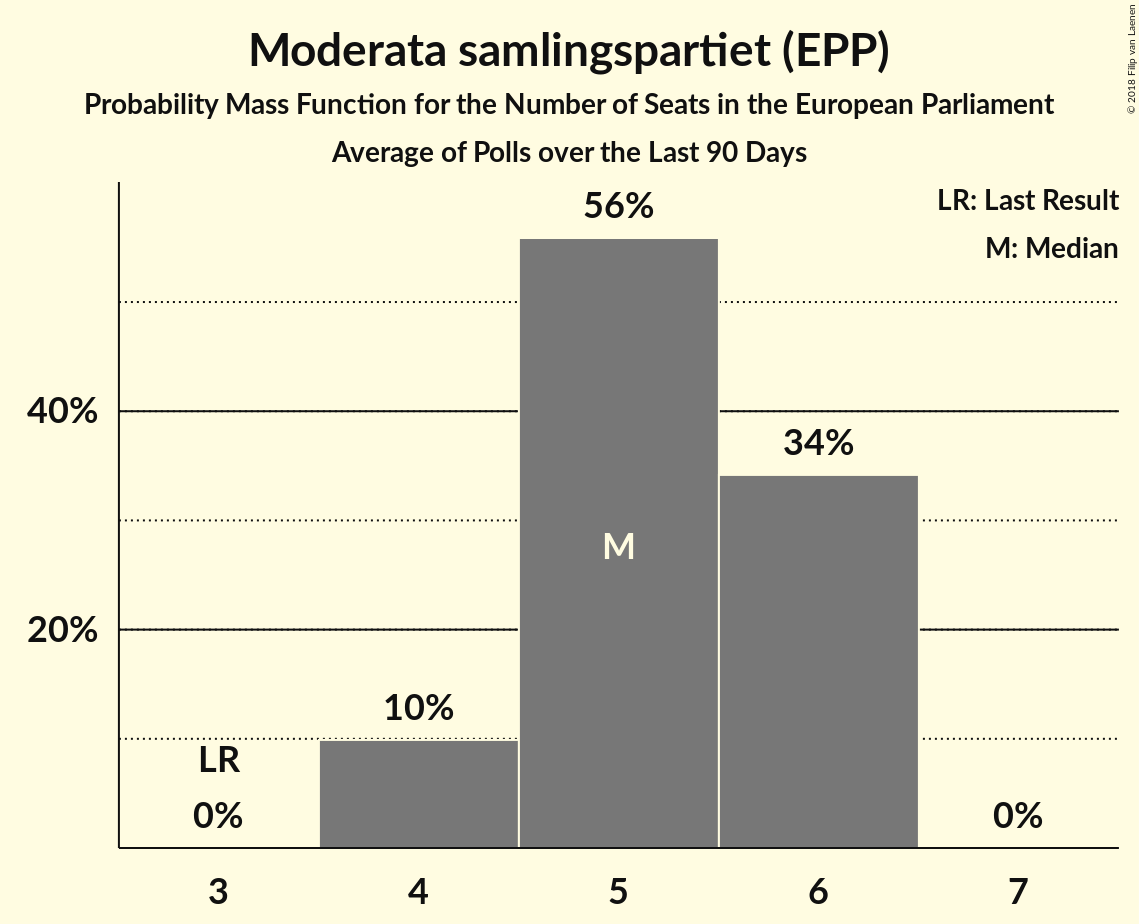 Moderata samlingspartiet (EPP)
Probability Mass Function for the Number of Seats in the European Parliament
Average of Polls over the Last 90 Days
© 2018 Filip van Laenen
LR: Last Result
M: Median
56%
40%
34%
M
20%
10%
LR
0%
0%
3 4 5 6 7